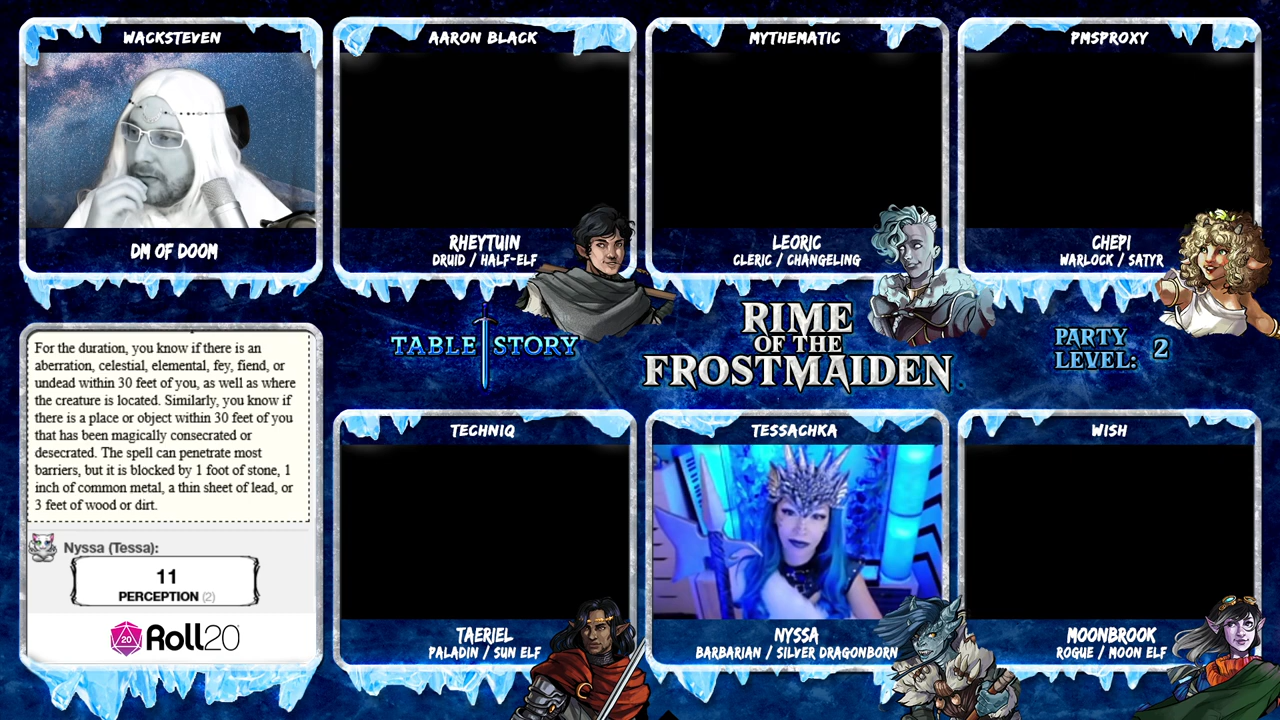 WACKSTEVEN
AARON BLACK
MYTHEMATIC
PMSPROXY
DM OF DOOM
RHEYTUIN
DRUID / HALF-ELF
LEORIC
CLERIC / CHANGELING
CHEPI
WARLOCK / SATYR
TABLE STORY
RIME
OF THE
FROSTMAIDEN
PARTY
LEVEL: 2
For the duration, you know if there is an
aberration, celestial, elemental, fey, fiend, or
undead within 30 feet of you, as well as where
the creature is located. Similarly, you know if
there is a place or object within 30 feet of you
that has been magically consecrated or
desecrated. The spell can penetrate most
barriers, but it is blocked by 1 foot of stone, 1
inch of common metal, a thin sheet of lead, or
3 feet of wood or dirt.
Nyssa (Tessa):
11
PERCEPTION (2)
20
Roll20
TECHNIQ
TESSACHKA
WISH
TAERIEL
PALADIN / SUN ELF
NYSSA
BARBARIAN / SILVER DRAGONBORN
MOONBROOK
ROGUE / MOON ELF